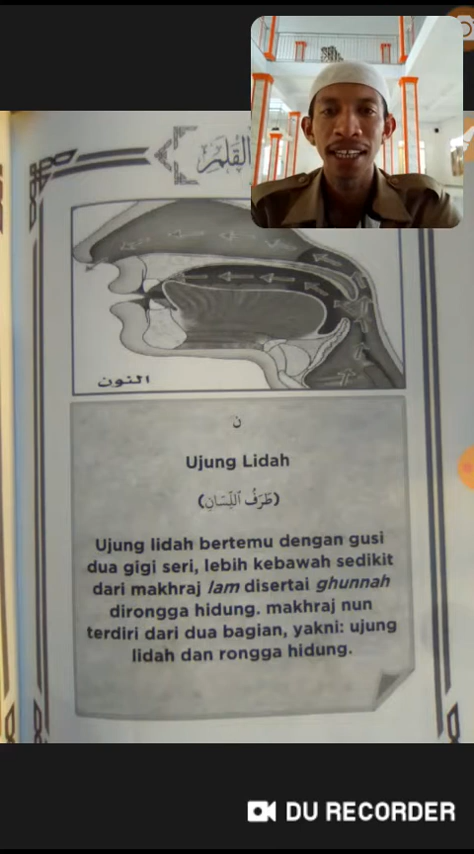 القلم
النون
ن
Ujung Lidah
(طَرَفُ ٱللِّسَانِ)
Ujung lidah bertemu dengan gusi
dua gigi seri, lebih kebawah sedikit
dari makhraj lam disertai ghunnah
dirongga hidung. makhraj nun
terdiri dari dua bagian, yakni: ujung
lidah dan rongga hidung.
DU RECORDER